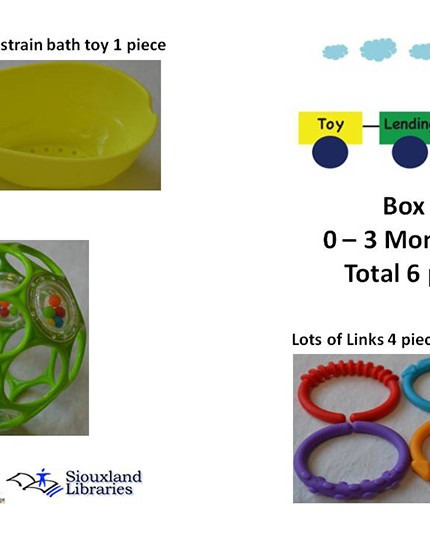 strain bath toy 1 piece
Toy
Lending
Box
0 – 3 Mon
Total 6 p
Lots of Links 4 piec
Siouxland
Libraries